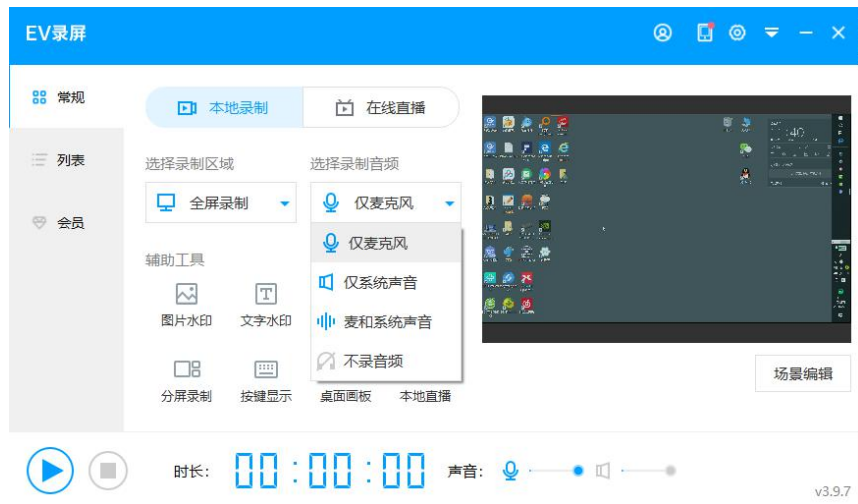 EV录屏
常规
列表
会员
本地录制
在线直播
选择录制区域
选择录制音频
全屏录制
仅麦克风
仅麦克风
仅系统声音
麦和系统声音
不录音频
辅助工具
图片水印
文字水印
分屏录制
按键显示
桌面画板
本地直播
场景编辑
时长:
00:00:00
声音:
v3.9.7